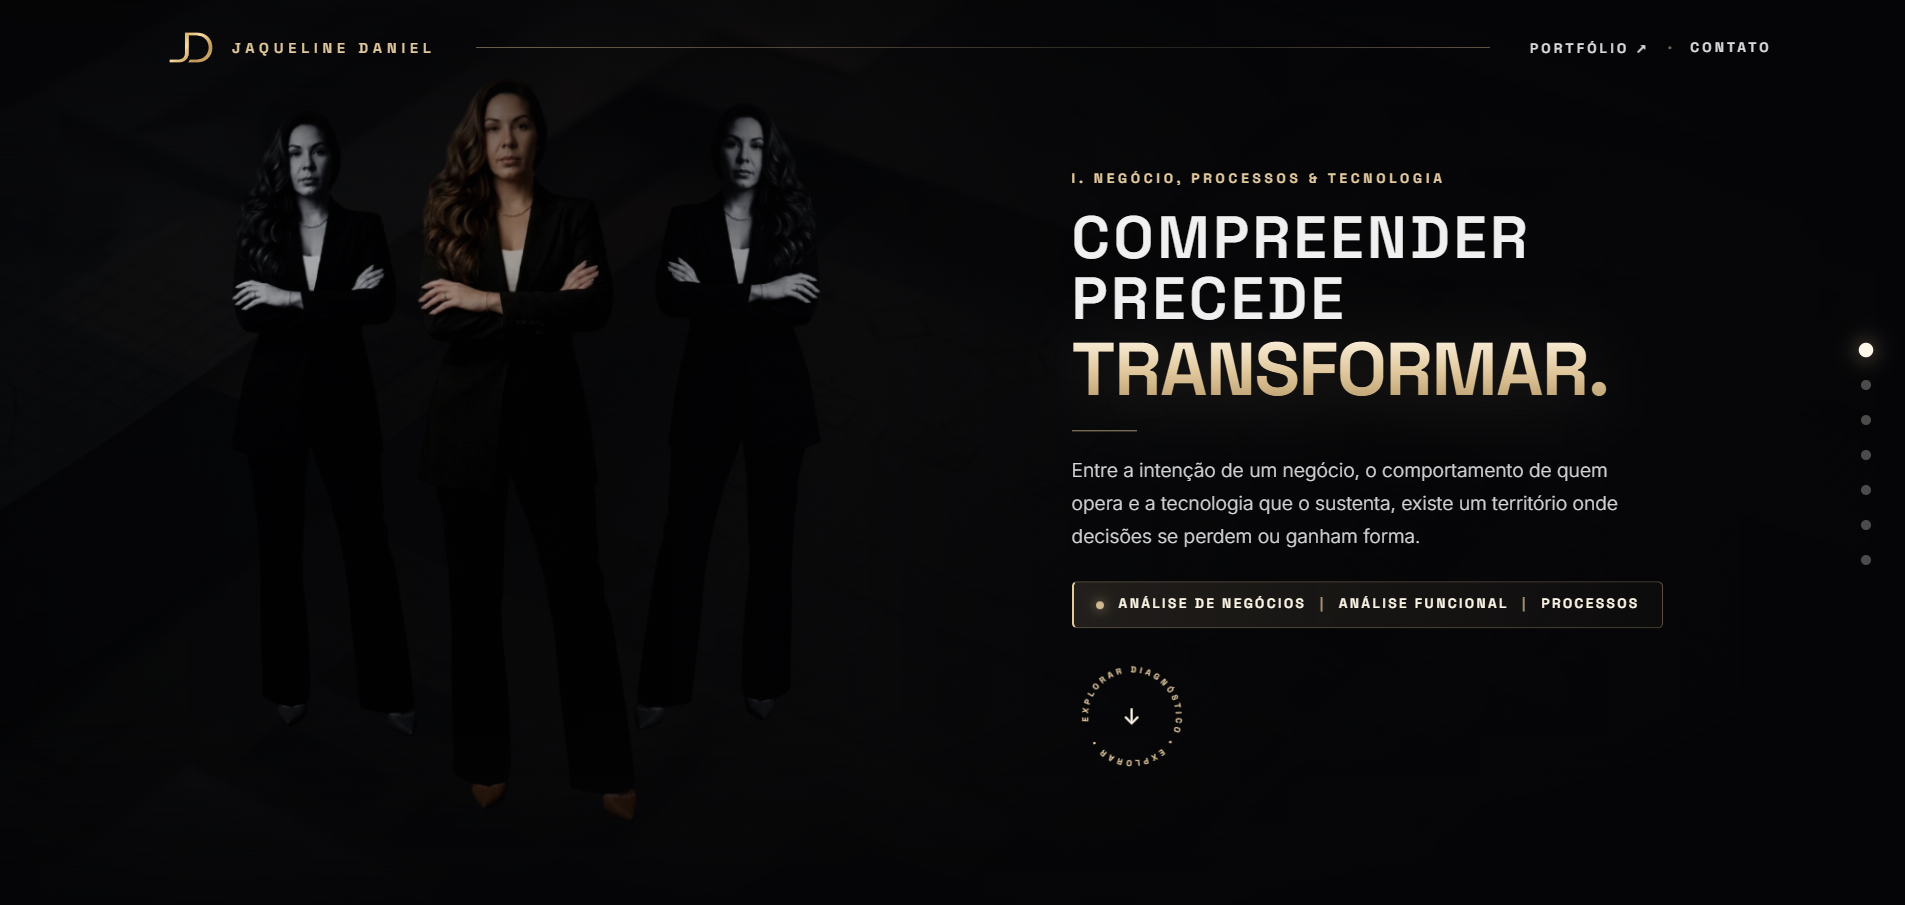 JD JAQUELINE DANIEL
PORTFÓLIO ↗ · CONTATO
I. NEGÓCIO, PROCESSOS & TECNOLOGIA
COMPREENDER
PRECEDE
TRANSFORMAR.
Entre a intenção de um negócio, o comportamento de quem
opera e a tecnologia que o sustenta, existe um território onde
decisões se perdem ou ganham forma.
ANÁLISE DE NEGÓCIOS | ANÁLISE FUNCIONAL | PROCESSOS
EXPLORAR DIAGNÓSTICO • EXPLORAR •